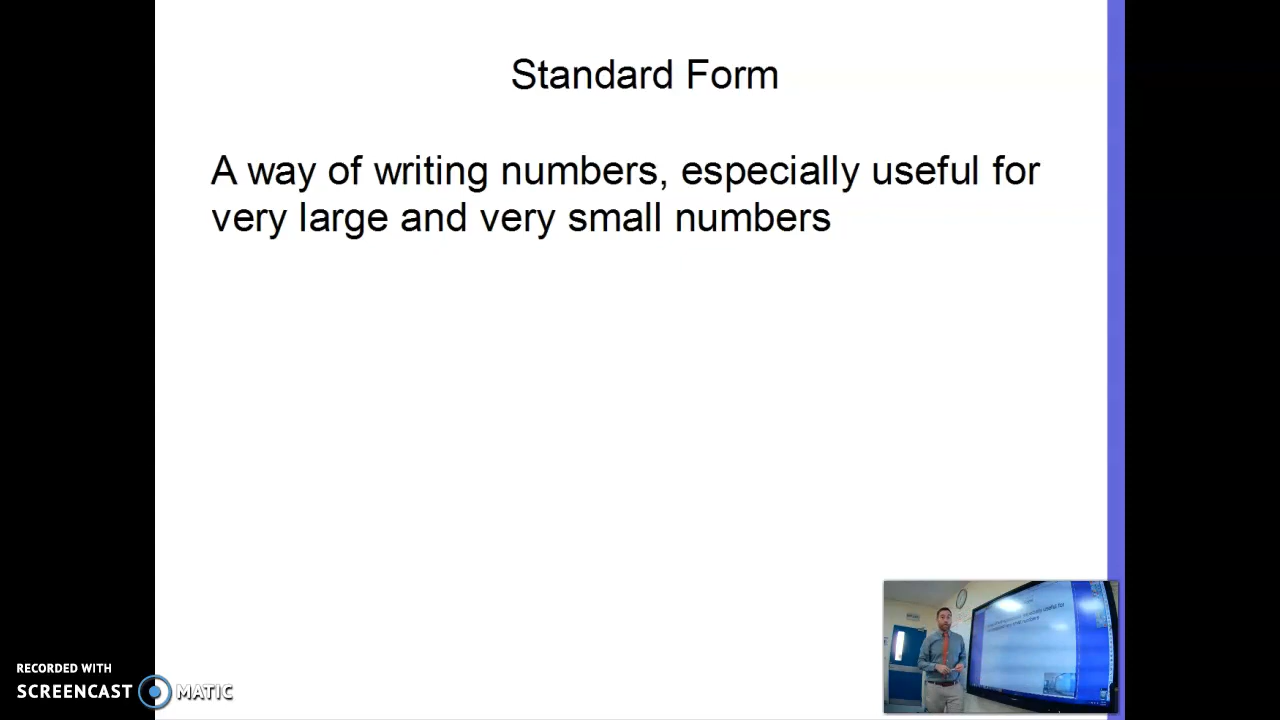 Standard Form
A way of writing numbers, especially useful for
very large and very small numbers
RECORDED WITH
SCREENCAST MATIC